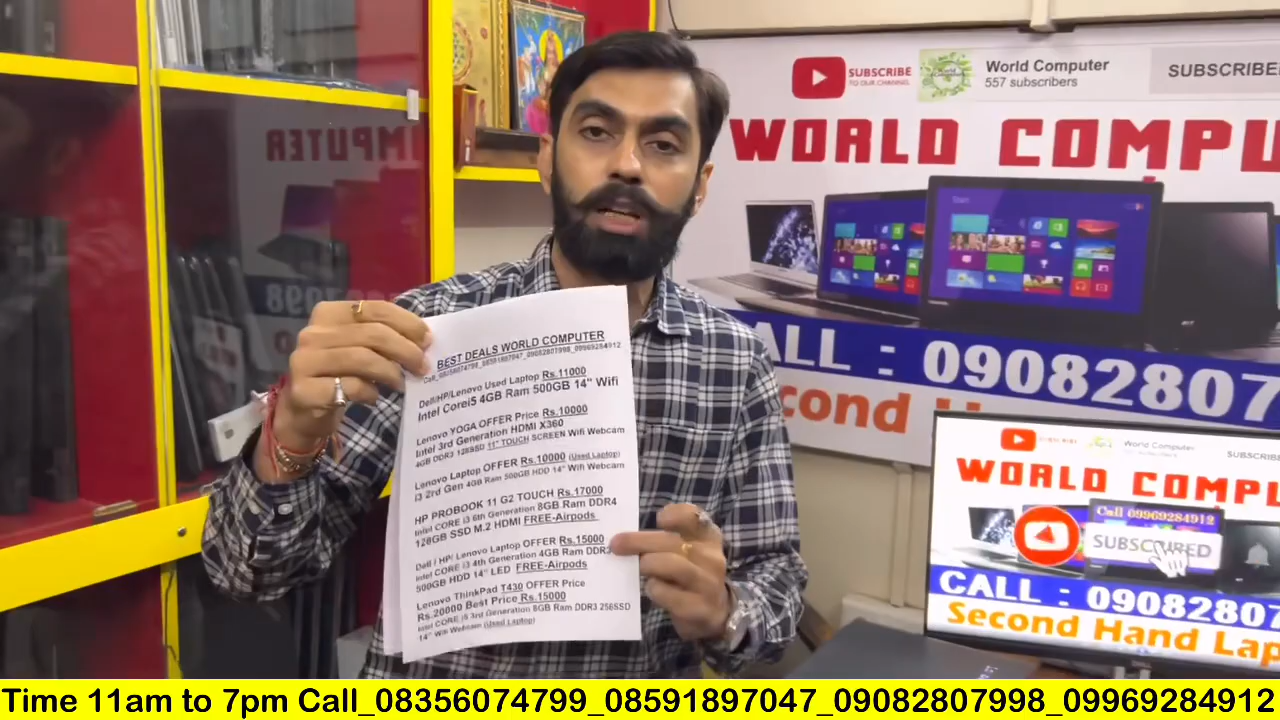 SUBSCRIBE
TO OUR CHANNEL
World Computer
557 subscribers
SUBSCRIBE
WORLD COMPU
CALL : 09082807
cond H
BEST DEALS WORLD COMPUTER
Call_08356074799_08591897047_09082807998_09969284912
Dell/HP/Lenovo Used Laptop Rs.11000
Intel Corei5 4GB Ram 500GB 14" Wifi
Lenovo YOGA OFFER Price Rs.10000
Intel 3rd Generation HDMI X360
4GB DDR3 128SSD 11" TOUCH SCREEN Wifi Webcam
Lenovo Laptop OFFER Rs.10000 (Used Laptop)
i3 2rd Gen 4GB Ram 500GB HDD 14" Wifi Webcam
HP PROBOOK 11 G2 TOUCH Rs.17000
Intel CORE i3 6th Generation 8GB Ram DDR4
128GB SSD M.2 HDMI FREE-Airpods
Dell / HP/ Lenovo Laptop OFFER Rs.15000
Intel CORE i3 4th Generation 4GB Ram DDR3
500GB HDD 14" LED FREE-Airpods
Lenovo ThinkPad T430 OFFER Price
Rs.20000 Best Price Rs.15000
Intel CORE i5 3rd Generation 8GB Ram DDR3 256SSD
14" Wifi Webcam (Used Laptop)
World Computer
SUBSCRIBE
WORLD COMPU
Call 09969284912
SUBSCRIBED
CALL : 0908280
Second Hand Lap
Time 11am to 7pm Call_08356074799_08591897047_09082807998_09969284912